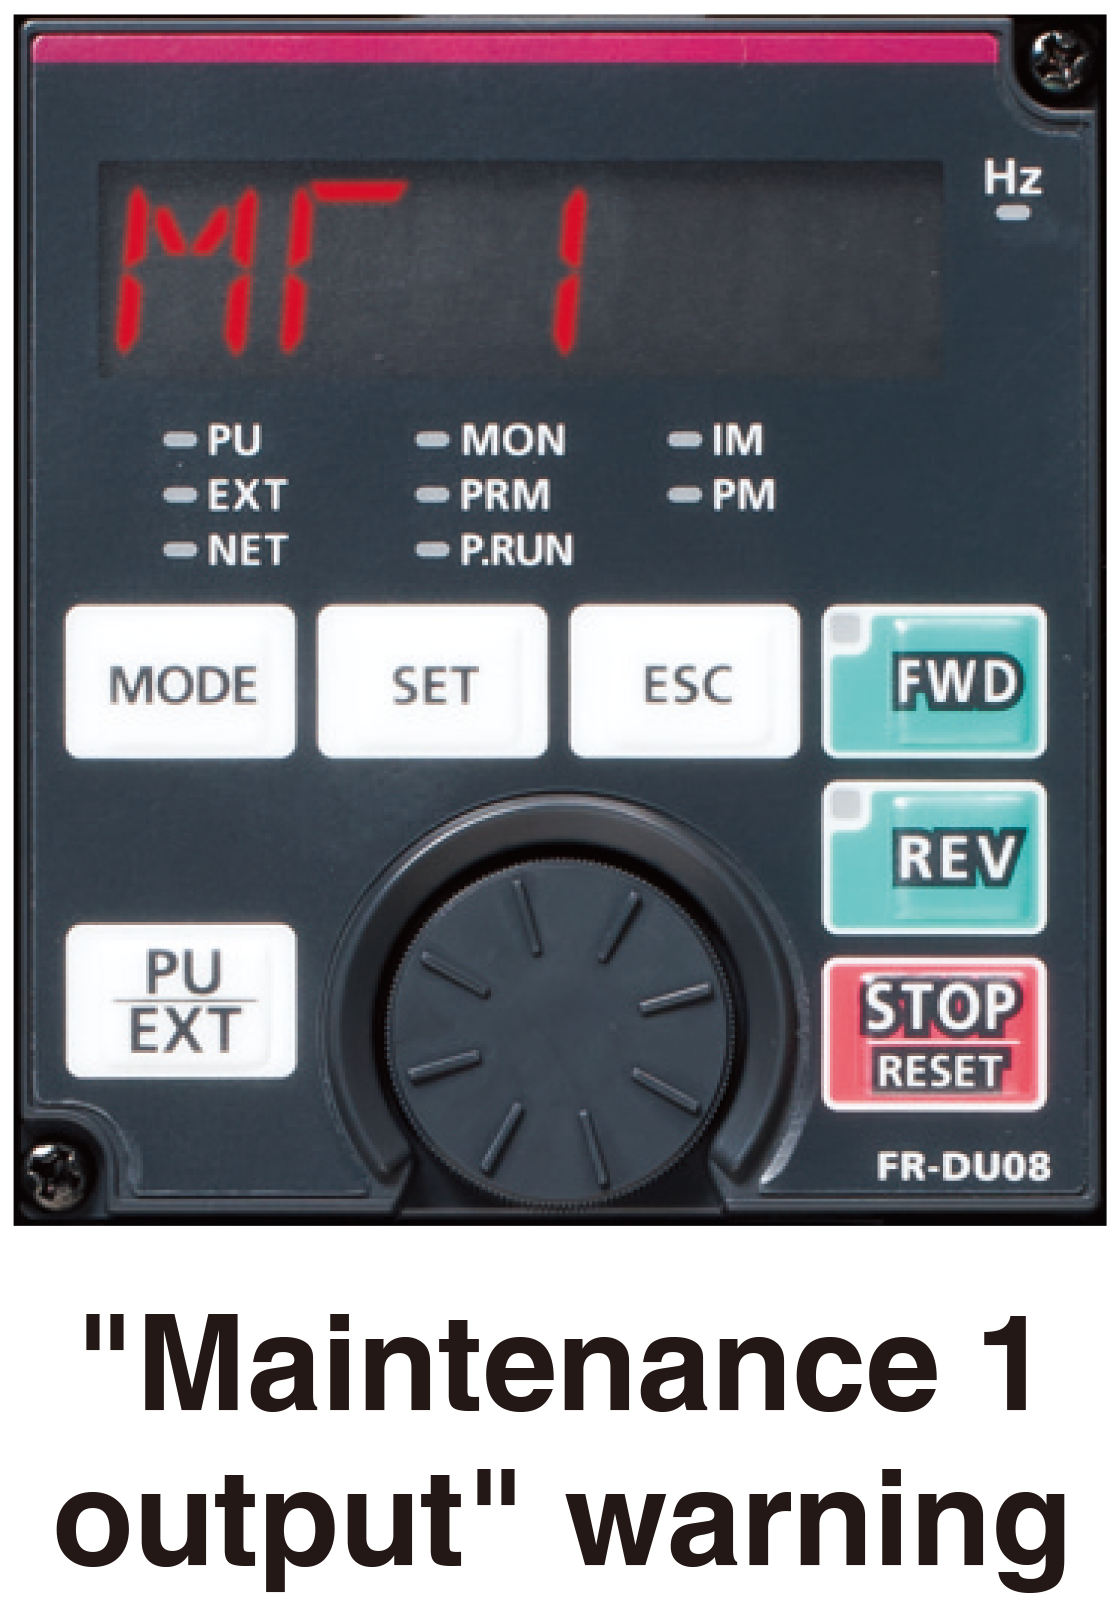 MT 1
Hz
PU MON IM
EXT PRM PM
NET P.RUN
MODE SET ESC FWD
REV
PU
EXT
STOP
RESET
FR-DU08
"Maintenance 1
output" warning